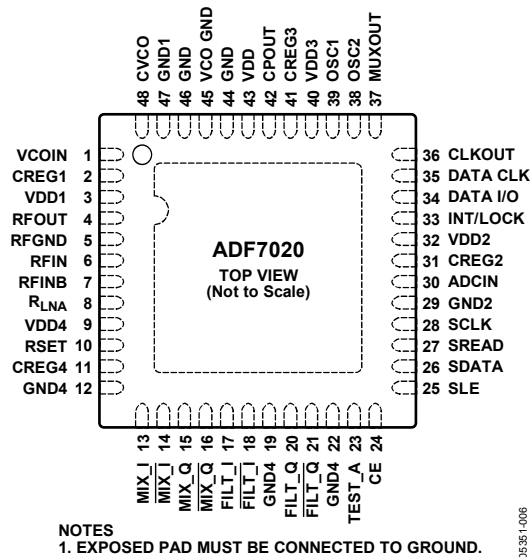 48 CVCO
47 GND1
46 GND
45 VCO GND
44 GND
43 VDD
42 CPOUT
41 CREG3
40 VDD3
39 OSC1
38 OSC2
37 MUXOUT
VCOIN 1
CREG1 2
VDD1 3
RFOUT 4
RFGND 5
RFIN 6
RFINB 7
RLNA 8
VDD4 9
RSET 10
CREG4 11
GND4 12
ADF7020
TOP VIEW
(Not to Scale)
36 CLKOUT
35 DATA CLK
34 DATA I/O
33 INT/LOCK
32 VDD2
31 CREG2
30 ADCIN
29 GND2
28 SCLK
27 SREAD
26 SDATA
25 SLE
MIX_I 13
MIX_I 14
MIX_Q 15
MIX_Q 16
FILT_I 17
FILT_I 18
GND4 19
FILT_Q 20
FILT_Q 21
GND4 22
TEST_A 23
CE 24
NOTES
1. EXPOSED PAD MUST BE CONNECTED TO GROUND.
05351-006